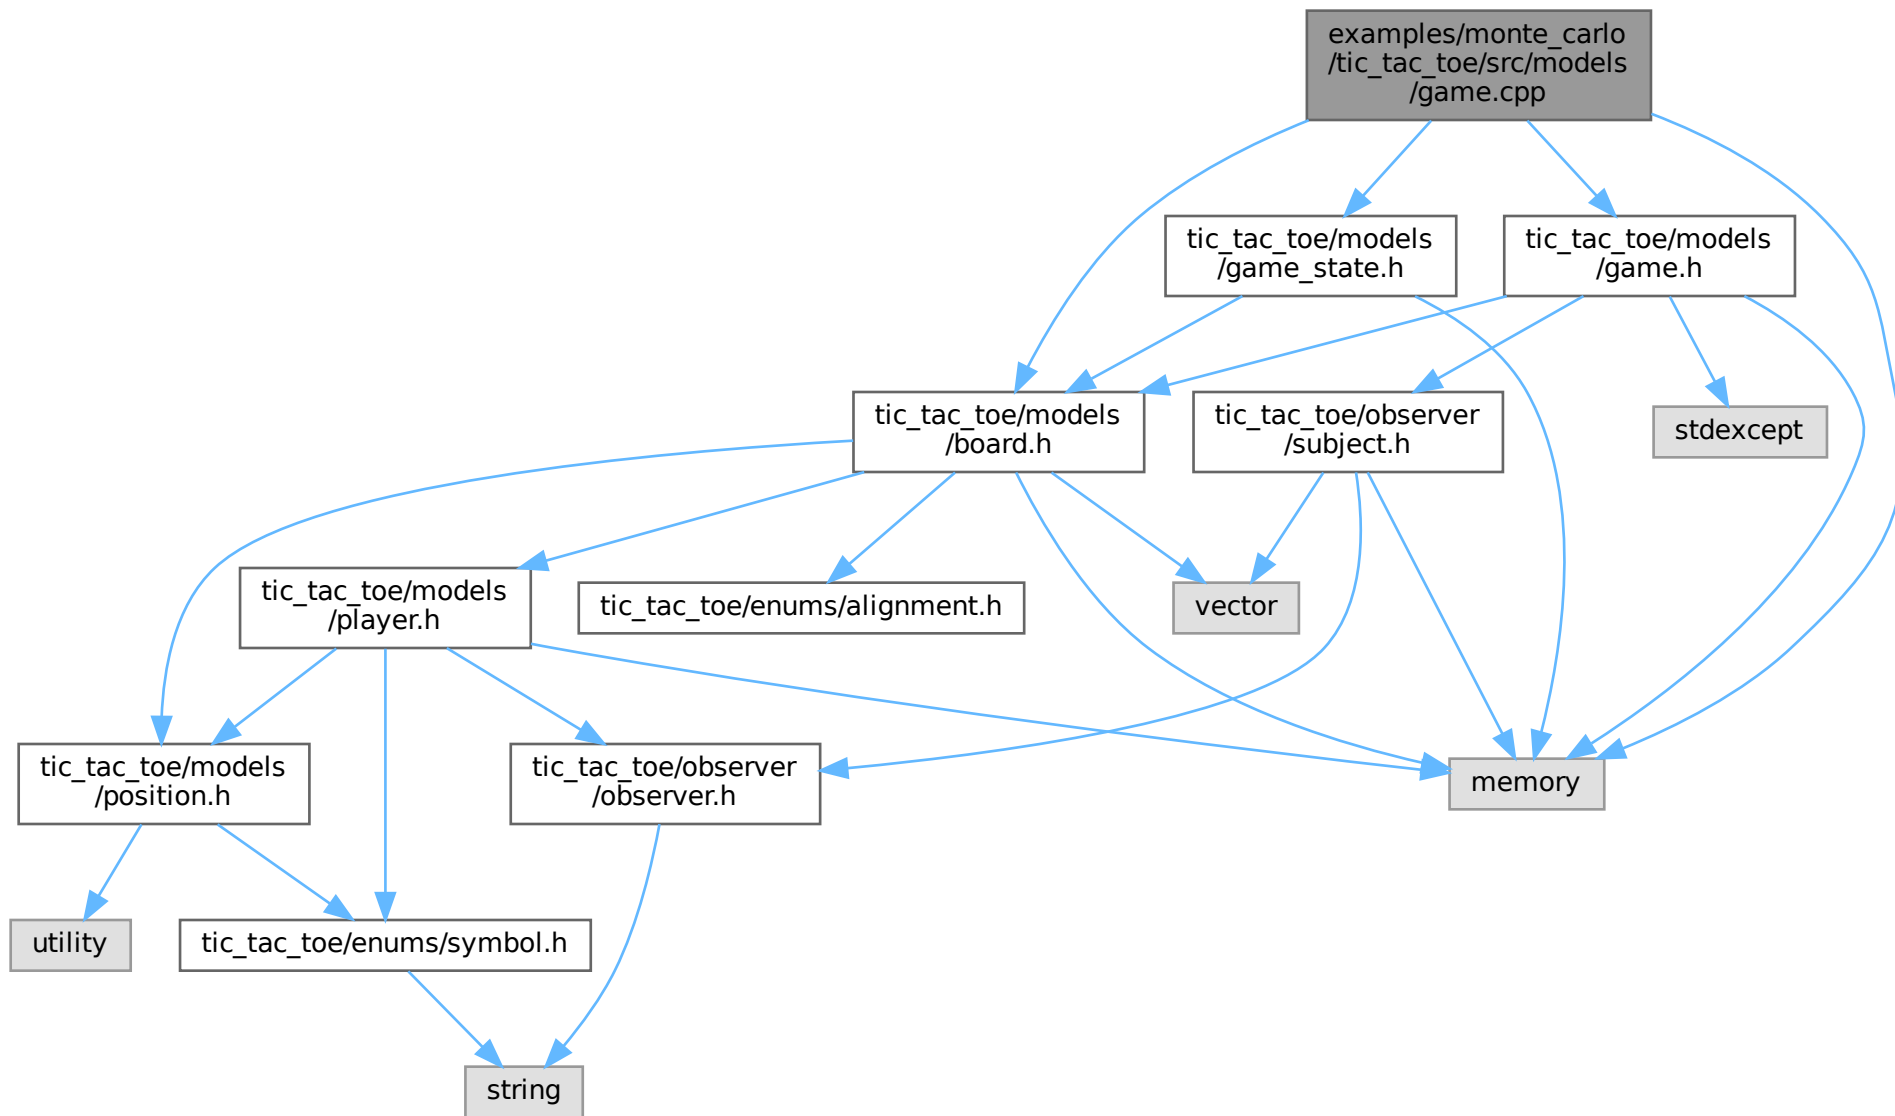 examples/monte_carlo
/tic_tac_toe/src/models
/game.cpp
tic_tac_toe/models
/game_state.h
tic_tac_toe/models
/game.h
tic_tac_toe/models
/board.h
tic_tac_toe/observer
/subject.h
stdexcept
tic_tac_toe/models
/player.h
tic_tac_toe/enums/alignment.h
vector
tic_tac_toe/models
/position.h
tic_tac_toe/observer
/observer.h
memory
utility
tic_tac_toe/enums/symbol.h
string